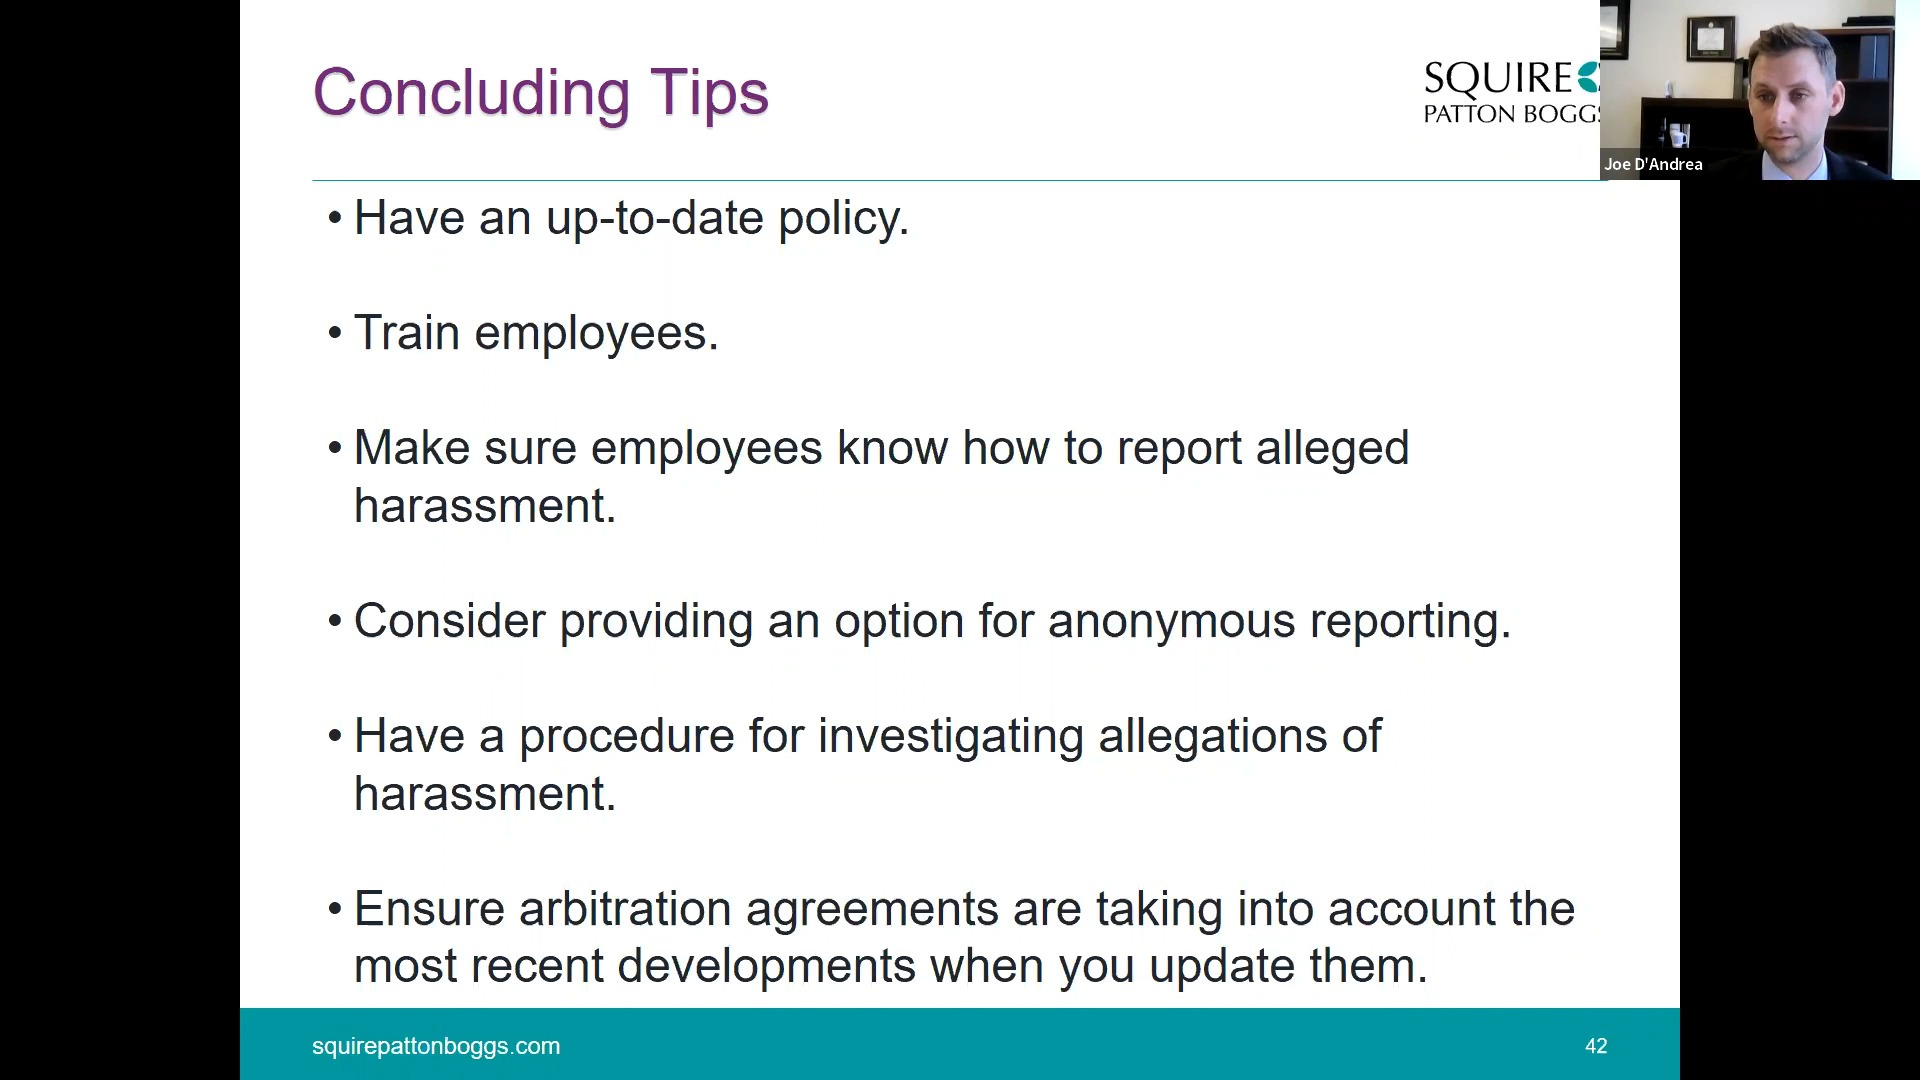 Concluding Tips
SQUIRE
PATTON BOGGS
Joe D'Andrea
• Have an up-to-date policy.
• Train employees.
• Make sure employees know how to report alleged
harassment.
• Consider providing an option for anonymous reporting.
• Have a procedure for investigating allegations of
harassment.
• Ensure arbitration agreements are taking into account the
most recent developments when you update them.
squirepattonboggs.com
42